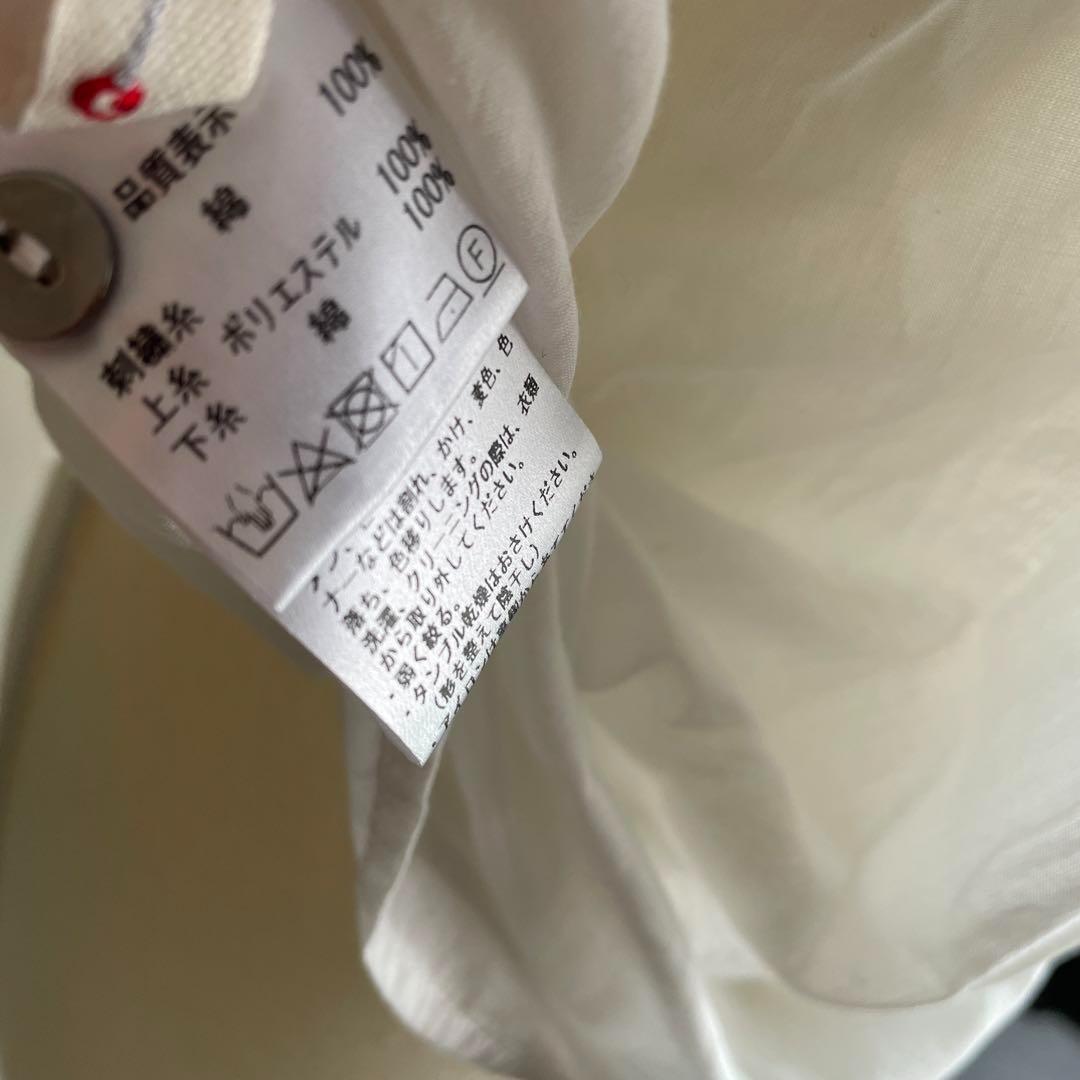 品質表示
綿 100%
刺繍糸
上糸 ポリエステル 100%
下糸 綿 100%
F
ナーなどは割れ、かけ、変色、色
落ち、色移りします。
洗濯、クリーニングの際は、衣類
から取り外してください。
・弱く絞る。
・タンブル乾燥はおさけください。
(形を整えて陰干し)